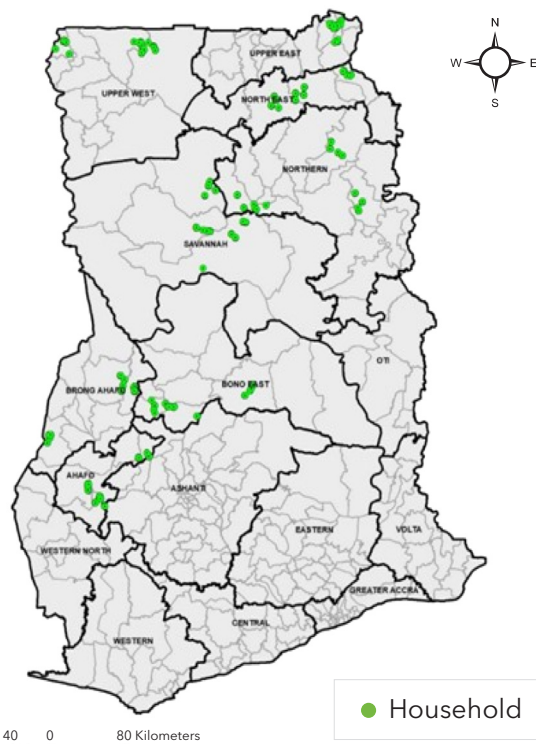 N
W E
S
UPPER EAST
UPPER WEST
NORTH EAST
NORTHERN
SAVANNAH
OTI
BONO EAST
BRONG AHAFO
AHAFO
ASHANTI
EASTERN
VOLTA
WESTERN NORTH
GREATER ACCRA
CENTRAL
WESTERN
Household
40 0 80 Kilometers